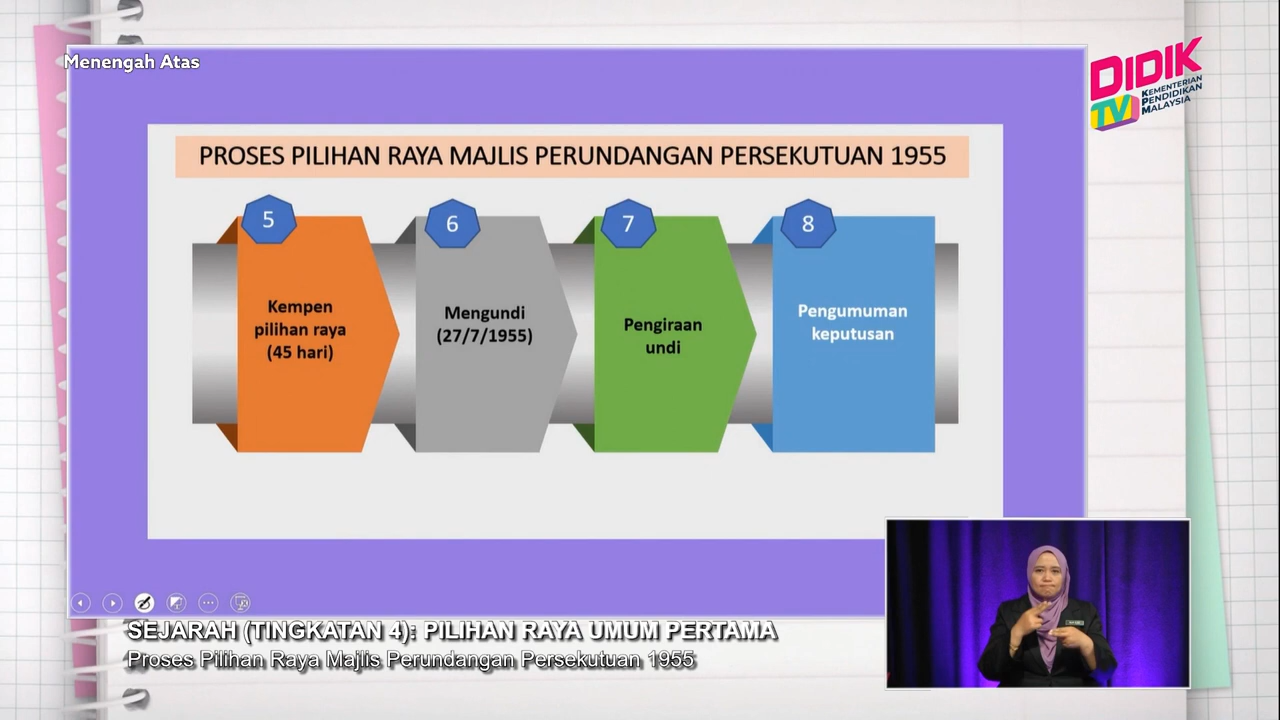 Menengah Atas
DIDIK
TV
KEMENTERIAN
PENDIDIKAN
MALAYSIA
PROSES PILIHAN RAYA MAJLIS PERUNDANGAN PERSEKUTUAN 1955
5
Kempen
pilihan raya
(45 hari)
6
Mengundi
(27/7/1955)
7
Pengiraan
undi
8
Pengumuman
keputusan
SEJARAH (TINGKATAN 4): PILIHAN RAYA UMUM PERTAMA
Proses Pilihan Raya Majlis Perundangan Persekutuan 1955